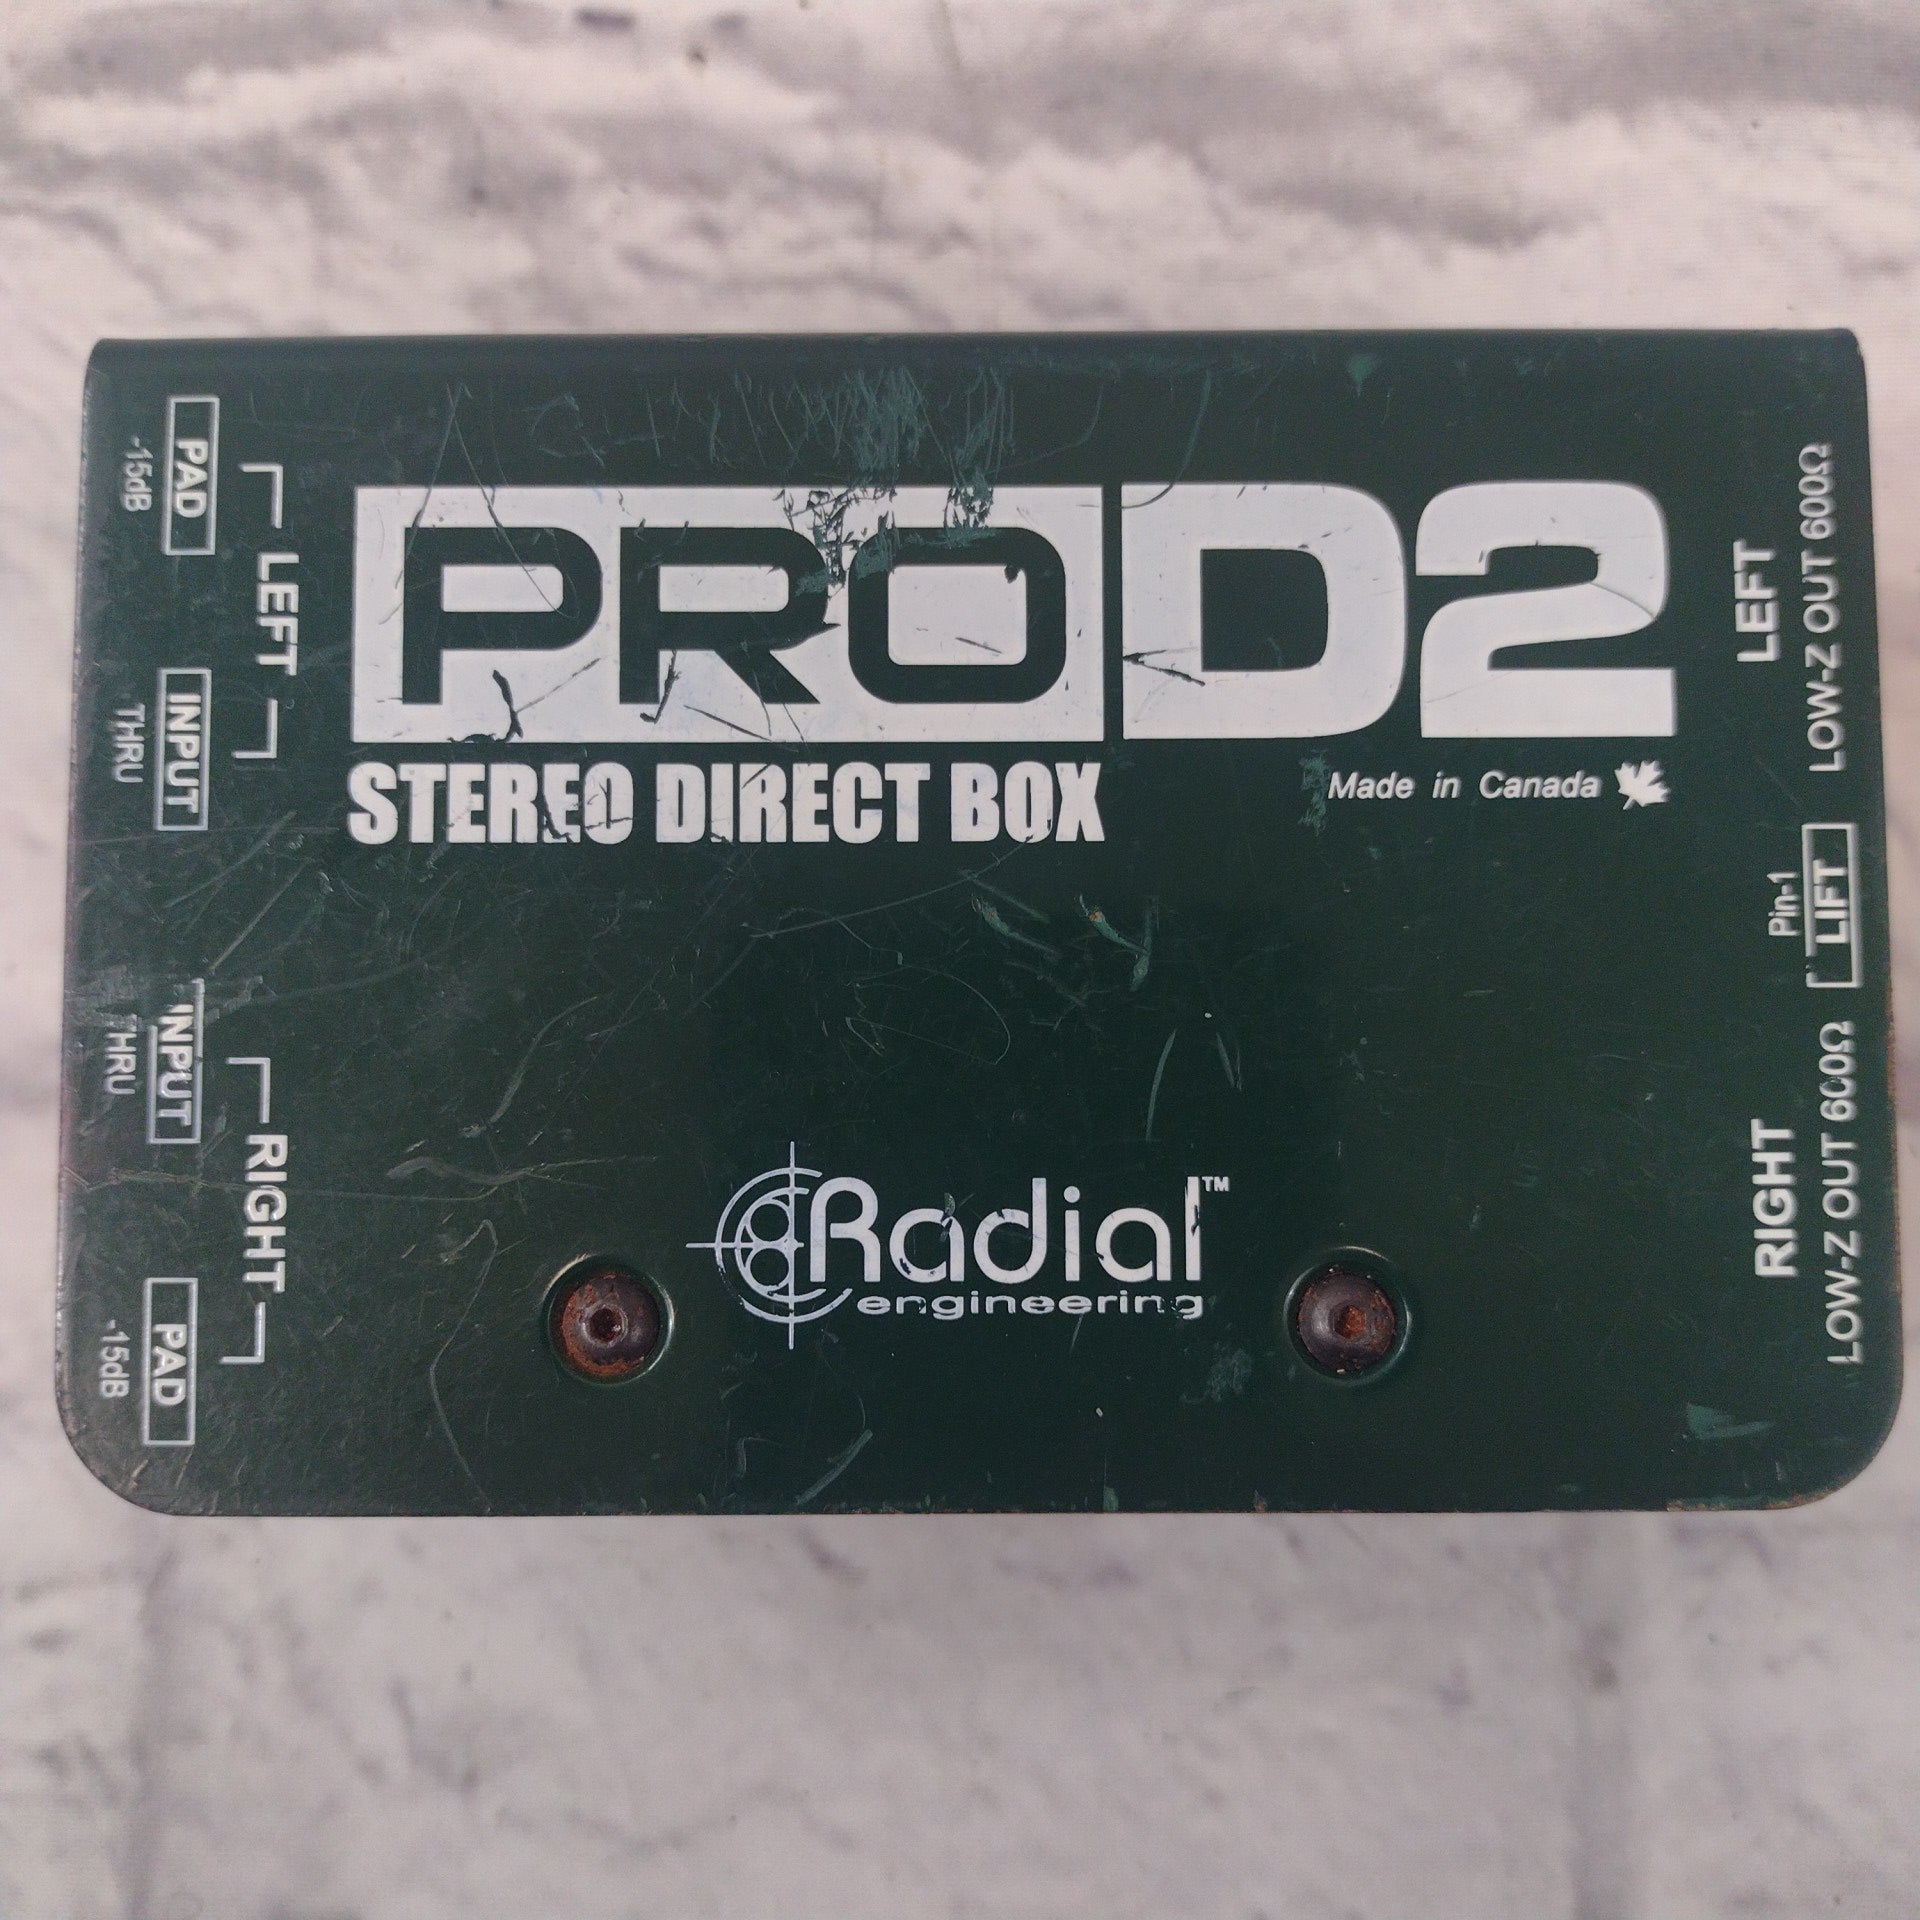 PROD2
STEREO DIRECT BOX
Made in Canada
Radial™
engineering
PAD
-15dB
LEFT
INPUT
THRU
INPUT
THRU
RIGHT
PAD
-15dB
LEFT
LOW-Z OUT 600Ω
Pin-1
LIFT
RIGHT
LOW-Z OUT 600Ω